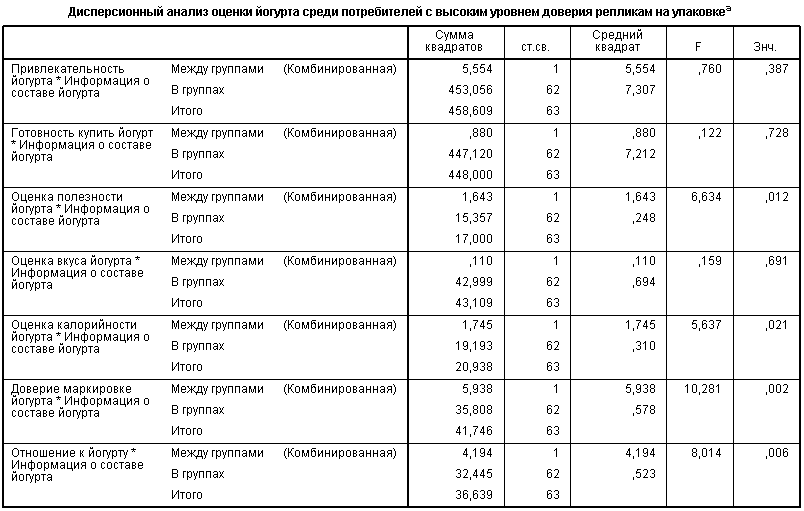 Дисперсионный анализ оценки йогурта среди потребителей с высоким уровнем доверия репликам на упаковке^a
Сумма квадратов ст.св. Средний квадрат F Знч.
Привлекательность йогурта * Информация о составе йогурта Между группами (Комбинированная) 5,554 1 5,554 ,760 ,387
В группах 453,056 62 7,307
Итого 458,609 63
Готовность купить йогурт * Информация о составе йогурта Между группами (Комбинированная) ,880 1 ,880 ,122 ,728
В группах 447,120 62 7,212
Итого 448,000 63
Оценка полезности йогурта * Информация о составе йогурта Между группами (Комбинированная) 1,643 1 1,643 6,634 ,012
В группах 15,357 62 ,248
Итого 17,000 63
Оценка вкуса йогурта * Информация о составе йогурта Между группами (Комбинированная) ,110 1 ,110 ,159 ,691
В группах 42,999 62 ,694
Итого 43,109 63
Оценка калорийности йогурта * Информация о составе йогурта Между группами (Комбинированная) 1,745 1 1,745 5,637 ,021
В группах 19,193 62 ,310
Итого 20,938 63
Доверие маркировке йогурта * Информация о составе йогурта Между группами (Комбинированная) 5,938 1 5,938 10,281 ,002
В группах 35,808 62 ,578
Итого 41,746 63
Отношение к йогурту * Информация о составе йогурта Между группами (Комбинированная) 4,194 1 4,194 8,014 ,006
В группах 32,445 62 ,523
Итого 36,639 63